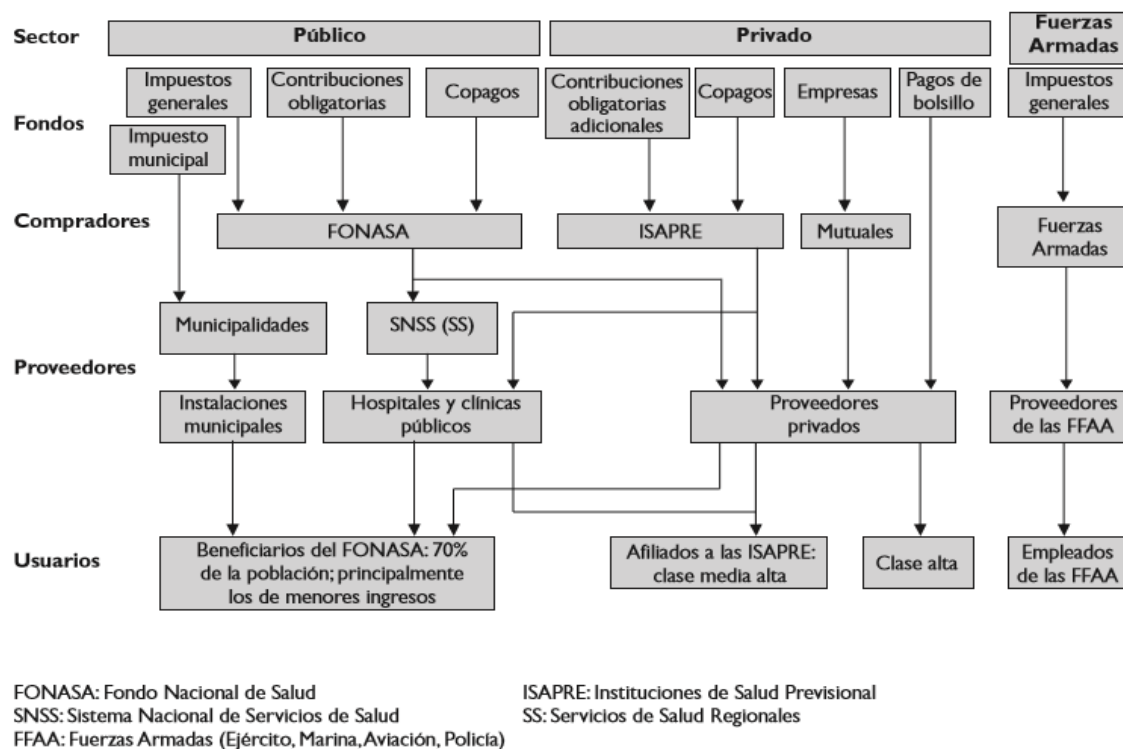 Sector
Público
Privado
Fuerzas
Armadas
Fondos
Impuestos
generales
Contribuciones
obligatorias
Copagos
Contribuciones
obligatorias
adicionales
Copagos
Empresas
Pagos de
bolsillo
Impuestos
generales
Impuesto
municipal
Compradores
FONASA
ISAPRE
Mutuales
Fuerzas
Armadas
Proveedores
Municipalidades
SNSS (SS)
Instalaciones
municipales
Hospitales y clínicas
públicos
Proveedores
privados
Proveedores
de las FFAA
Usuarios
Beneficiarios del FONASA: 70%
de la población; principalmente
los de menores ingresos
Afiliados a las ISAPRE:
clase media alta
Clase alta
Empleados
de las FFAA
FONASA: Fondo Nacional de Salud
ISAPRE: Instituciones de Salud Previsional
SNSS: Sistema Nacional de Servicios de Salud
SS: Servicios de Salud Regionales
FFAA: Fuerzas Armadas (Ejército, Marina, Aviación, Policía)